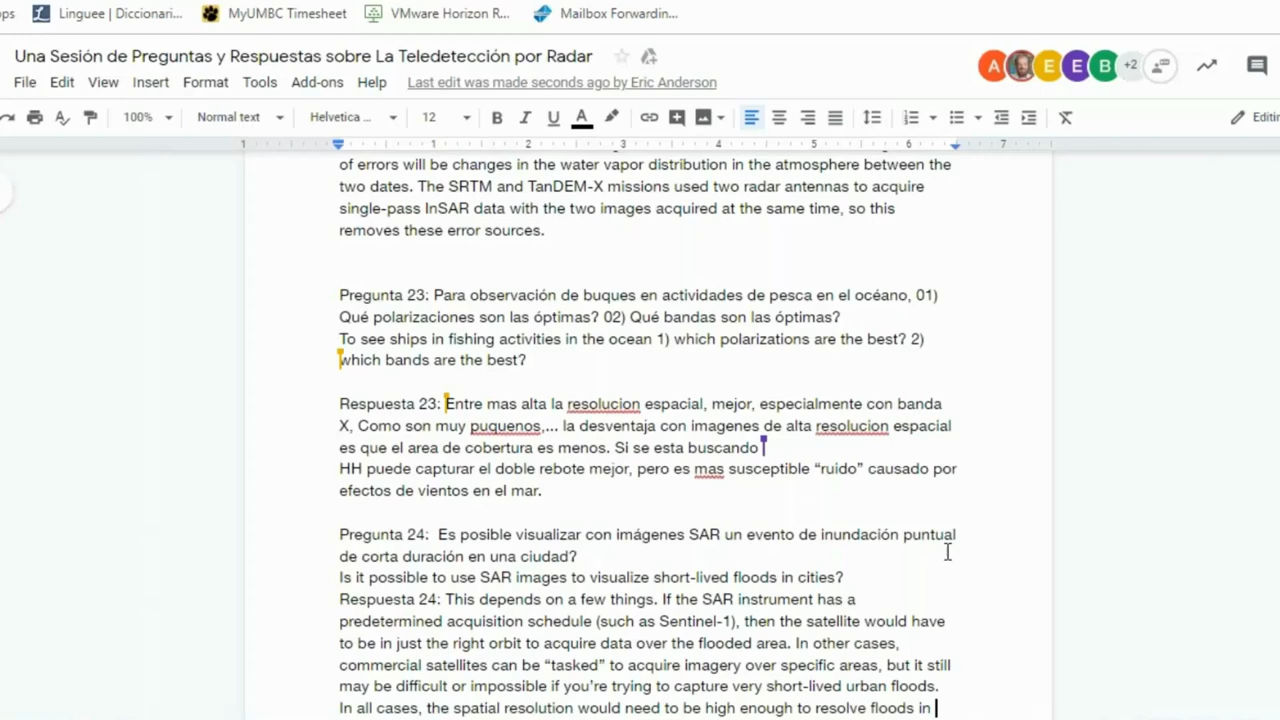 Linguee | Diccionari...
MyUMBC Timesheet
VMware Horizon R...
Mailbox Forwardin...
Una Sesión de Preguntas y Respuestas sobre La Teledetección por Radar
A
E
E
B
+2
File Edit View Insert Format Tools Add-ons Help Last edit was made seconds ago by Eric Anderson
100% Normal text Helvetica ... 12 B I U A
1 1 2 3 4 5 6 7
of errors will be changes in the water vapor distribution in the atmosphere between the
two dates. The SRTM and TanDEM-X missions used two radar antennas to acquire
single-pass InSAR data with the two images acquired at the same time, so this
removes these error sources.
Pregunta 23: Para observación de buques en actividades de pesca en el océano, 01)
Qué polarizaciones son las óptimas? 02) Qué bandas son las óptimas?
To see ships in fishing activities in the ocean 1) which polarizations are the best? 2)
which bands are the best?
Respuesta 23: Entre mas alta la resolucion espacial, mejor, especialmente con banda
X, Como son muy puquenos,... la desventaja con imagenes de alta resolucion espacial
es que el area de cobertura es menos. Si se esta buscando
HH puede capturar el doble rebote mejor, pero es mas susceptible “ruido” causado por
efectos de vientos en el mar.
Pregunta 24:  Es posible visualizar con imágenes SAR un evento de inundación puntual
de corta duración en una ciudad?
Is it possible to use SAR images to visualize short-lived floods in cities?
Respuesta 24: This depends on a few things. If the SAR instrument has a
predetermined acquisition schedule (such as Sentinel-1), then the satellite would have
to be in just the right orbit to acquire data over the flooded area. In other cases,
commercial satellites can be “tasked” to acquire imagery over specific areas, but it still
may be difficult or impossible if you’re trying to capture very short-lived urban floods.
In all cases, the spatial resolution would need to be high enough to resolve floods in